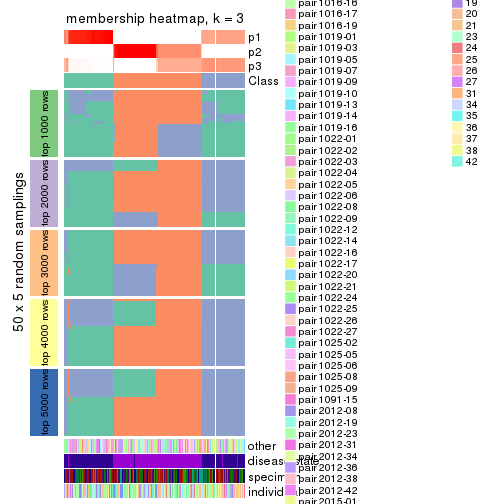 membership heatmap, k = 3
p1
p2
p3
Class
50 x 5 random samplings
top 1000 rows
top 2000 rows
top 3000 rows
top 4000 rows
top 5000 rows
other
individ
pair1016-16
pair1016-17
pair1016-20
pair1019-01
pair1019-03
pair1019-05
pair1019-07
pair1019-09
pair1019-10
pair1019-13
pair1019-14
pair1019-16
pair1022-01
pair1022-02
pair1022-03
pair1022-04
pair1022-05
pair1022-06
pair1022-08
pair1022-09
pair1022-12
pair1022-14
pair1022-16
pair1022-17
pair1022-20
pair1022-21
pair1022-24
pair1022-25
pair1022-26
pair1022-27
pair1025-02
pair1025-05
pair1025-06
pair1025-08
pair1025-09
pair1091-15
pair2012-08
pair2012-19
pair2012-23
pair2012-31
pair2012-34
pair2012-36
pair2012-38
pair2012-42
pair2015-01
19
20
21
23
24
25
26
27
31
34
35
36
37
38
42